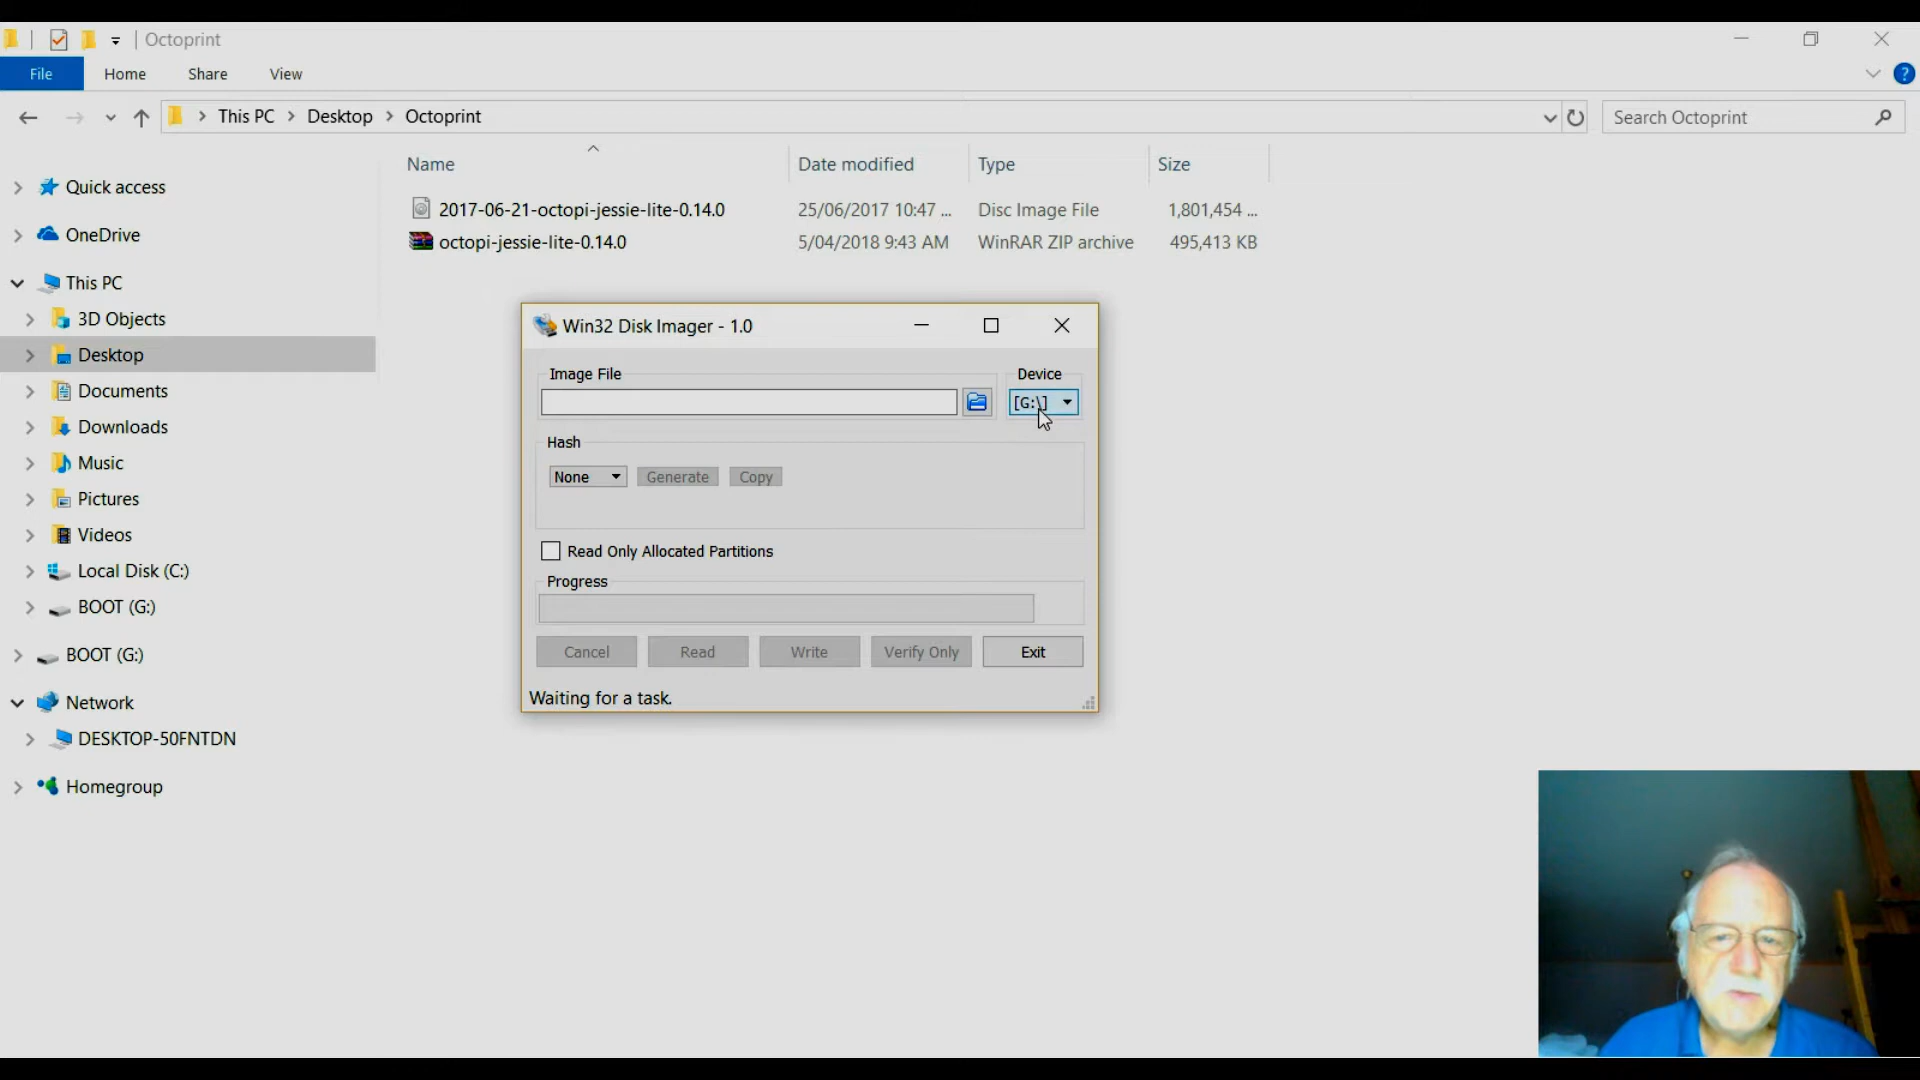 Octoprint
File Home Share View
This PC Desktop Octoprint
Search Octoprint
Name Date modified Type Size
2017-06-21-octopi-jessie-lite-0.14.0 25/06/2017 10:47 ... Disc Image File 1,801,454 ...
octopi-jessie-lite-0.14.0 5/04/2018 9:43 AM WinRAR ZIP archive 495,413 KB
Quick access
OneDrive
This PC
3D Objects
Desktop
Documents
Downloads
Music
Pictures
Videos
Local Disk (C:)
BOOT (G:)
BOOT (G:)
Network
DESKTOP-50FNTDN
Homegroup
Win32 Disk Imager - 1.0
Image File Device
[G:\]
Hash
None Generate Copy
Read Only Allocated Partitions
Progress
Cancel Read Write Verify Only Exit
Waiting for a task.